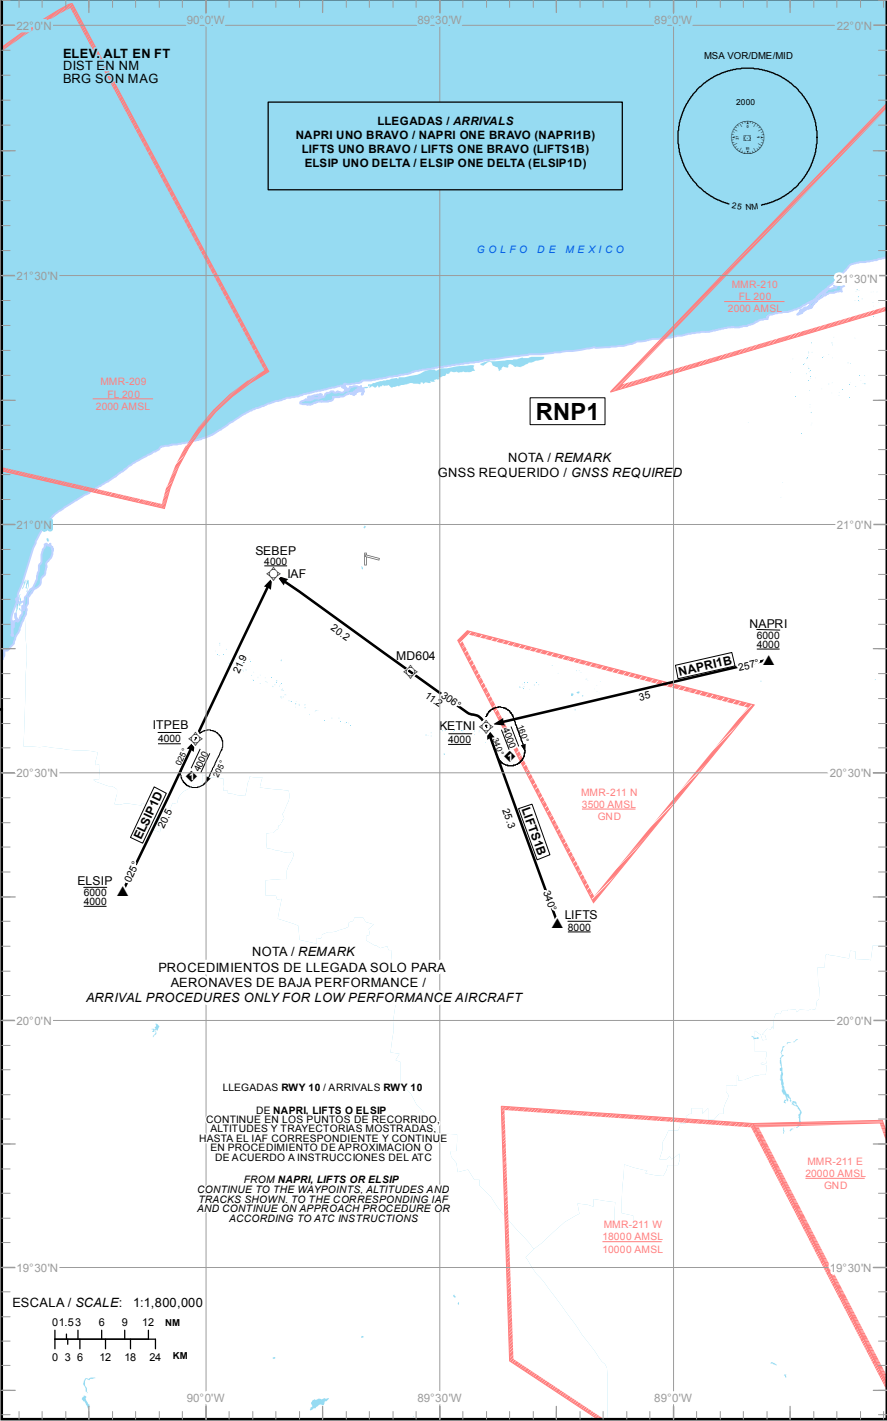 90°0'W
89°30'W
89°0'W
22°0'N
22°0'N
ELEV. ALT EN FT
DIST EN NM
BRG SON MAG
MSA VOR/DME/MID
2000
25 NM
LLEGADAS / ARRIVALS
NAPRI UNO BRAVO / NAPRI ONE BRAVO (NAPRI1B)
LIFTS UNO BRAVO / LIFTS ONE BRAVO (LIFTS1B)
ELSIP UNO DELTA / ELSIP ONE DELTA (ELSIP1D)
GOLFO DE MEXICO
21°30'N
21°30'N
MMR-210
FL 200
2000 AMSL
MMR-209
FL 200
2000 AMSL
RNP1
NOTA / REMARK
GNSS REQUERIDO / GNSS REQUIRED
21°0'N
21°0'N
SEBEP
4000
IAF
20.2
21.9
MD604
11.2
306°
NAPRI
6000
4000
NAPRI1B
257°
35
ITPEB
4000
025°
4000
205°
KETNI
4000
340°
4000
160°
20°30'N
20°30'N
MMR-211 N
3500 AMSL
GND
ELSIP1D
20.5
025°
LIFTS1B
25.3
340°
ELSIP
6000
4000
LIFTS
8000
NOTA / REMARK
PROCEDIMIENTOS DE LLEGADA SOLO PARA
AERONAVES DE BAJA PERFORMANCE /
ARRIVAL PROCEDURES ONLY FOR LOW PERFORMANCE AIRCRAFT
20°0'N
20°0'N
LLEGADAS RWY 10 / ARRIVALS RWY 10
DE NAPRI, LIFTS O ELSIP
CONTINUE EN LOS PUNTOS DE RECORRIDO,
ALTITUDES Y TRAYECTORIAS MOSTRADAS,
HASTA EL IAF CORRESPONDIENTE Y CONTINUE
EN PROCEDIMIENTO DE APROXIMACION O
DE ACUERDO A INSTRUCCIONES DEL ATC
FROM NAPRI, LIFTS OR ELSIP
CONTINUE TO THE WAYPOINTS, ALTITUDES AND
TRACKS SHOWN. TO THE CORRESPONDING IAF
AND CONTINUE ON APPROACH PROCEDURE OR
ACCORDING TO ATC INSTRUCTIONS
MMR-211 E
20000 AMSL
GND
MMR-211 W
18000 AMSL
10000 AMSL
19°30'N
19°30'N
ESCALA / SCALE: 1:1,800,000
0 1.5 3 6 9 12 NM
0 3 6 12 18 24 KM
90°0'W
89°30'W
89°0'W